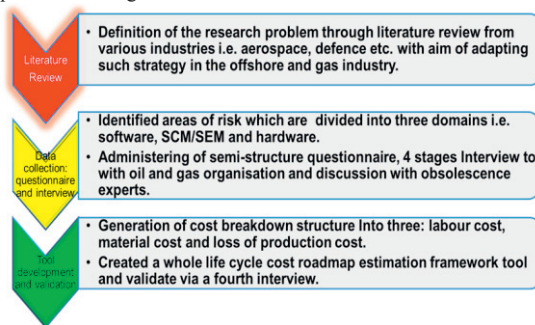 • Definition of the research problem through literature review from
various industries i.e. aerospace, defence etc. with aim of adapting
such strategy in the offshore and gas industry.
Literature
Review
• Identified areas of risk which are divided into three domains i.e.
software, SCM/SEM and hardware.
• Administering of semi-structure questionnaire, 4 stages Interview to
with oil and gas organisation and discussion with obsolescence
experts.
Data
collection:
questionnaire
and interview
• Generation of cost breakdown structure Into three: labour cost,
material cost and loss of production cost.
• Created a whole life cycle cost roadmap estimation framework tool
and validate via a fourth interview.
Tool
development
and validation